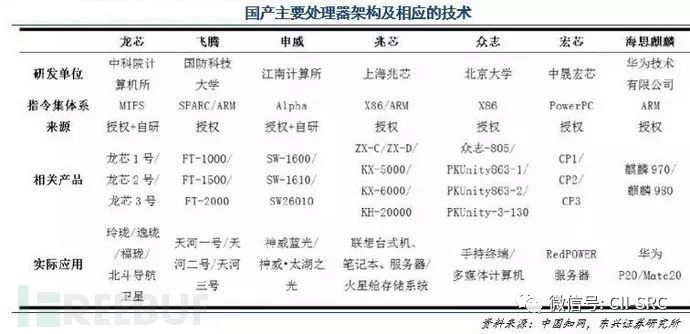 国产主要处理器架构及相应的技术
龙芯 飞腾 申威 兆芯 众志 宏芯 海思麒麟
研发单位 中科院计算机所 国防科技大学 江南计算所 上海兆芯 北京大学 中晟宏芯 华为技术有限公司
指令集体系 MIPS SPARC/ARM Alpha X86/ARM X86 PowerPC ARM
来源 授权+自研 授权 授权+自研 授权 授权 授权 授权
相关产品 龙芯1号/龙芯2号/龙芯3号 FT-1000/FT-1500/FT-2000 SW-1600/SW-1610/SW26010 ZX-C/ZX-D/KX-5000/KX-6000/KH-20000 众志-805/PKUnity863-1/PKUnity863-2/PKUnity-3-130 CP1/CP2/CP3 麒麟970/麒麟980
实际应用 玲珑/逸珑/福珑/北斗导航卫星 天河一号/天河二号/天河三号 神威蓝光/神威·太湖之光 联想台式机、笔记本、服务器/火星舱存储系统 手持终端/多媒体计算机 RedPOWER服务器 华为P20/Mate20
REEBUF
微信号: CII-SRC
资料来源：中国知网，东兴证券研究所